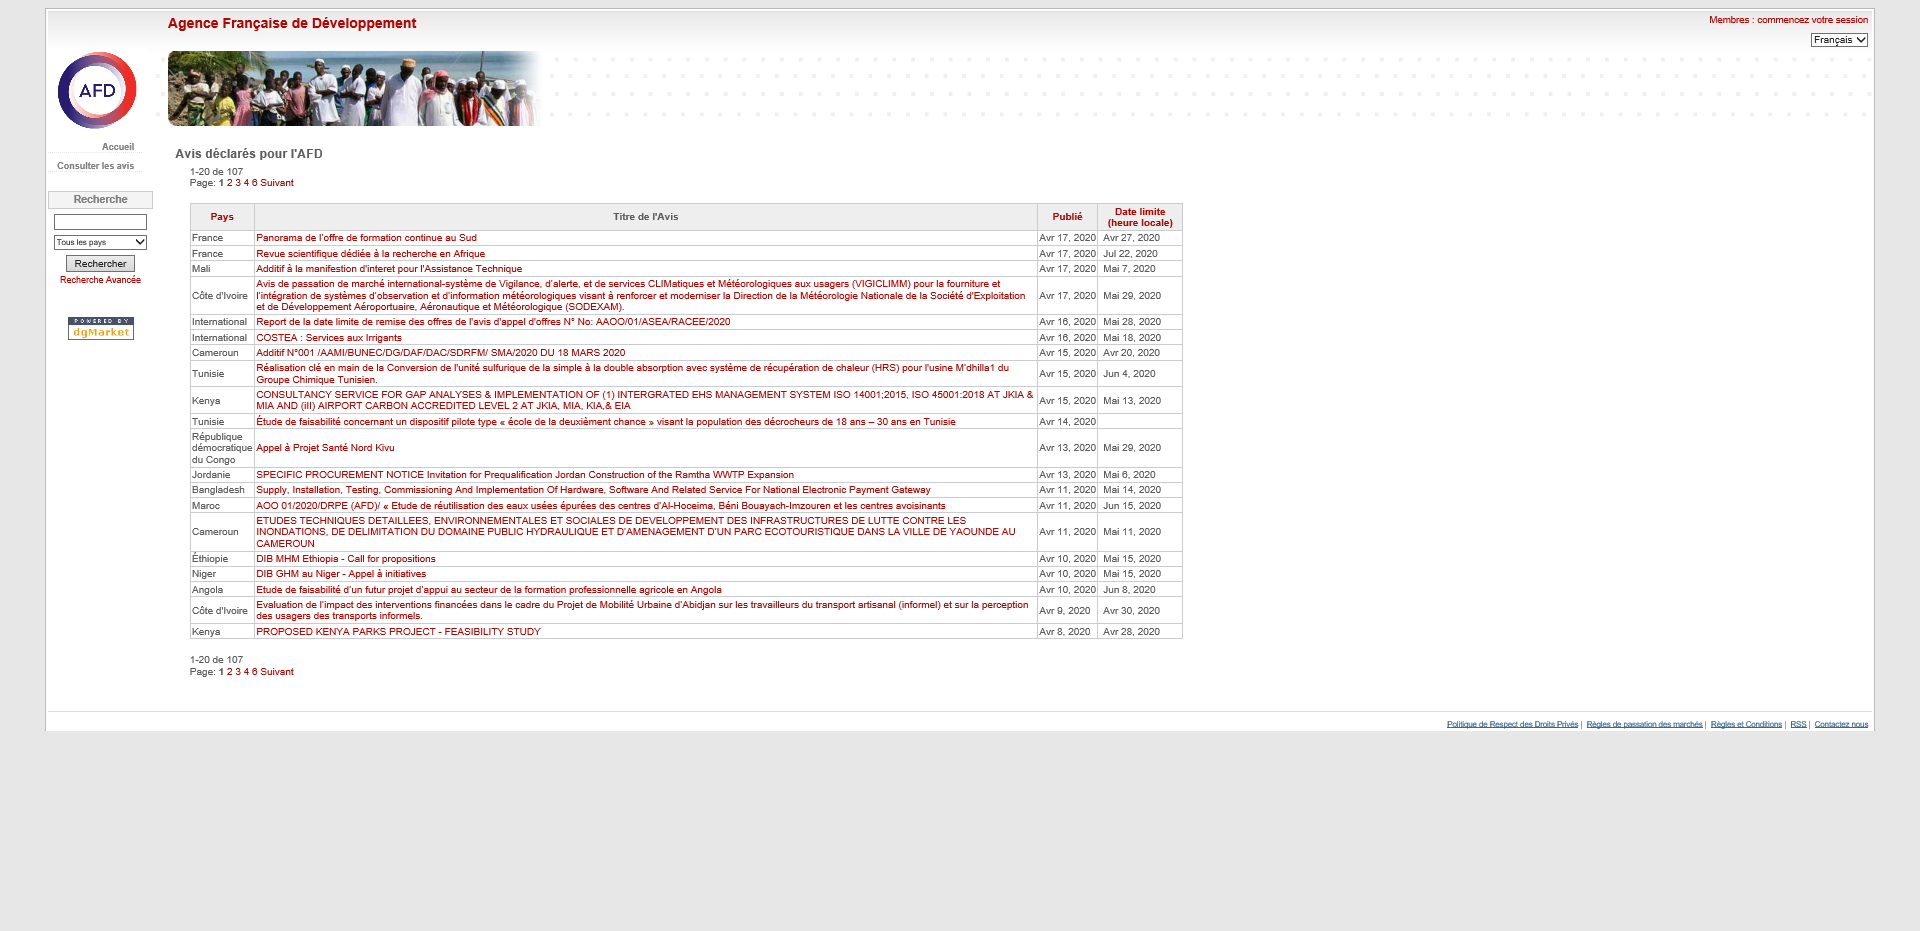 Agence Française de Développement
Membres : commencez votre session
Français
AFD
Accueil
Consulter les avis
Recherche
Tous les pays
Rechercher
Recherche Avancée
POWERED BY
dgMarket
Avis déclarés pour l'AFD
1-20 de 107
Page: 1 2 3 4 6 Suivant
Pays Titre de l'Avis Publié Date limite
(heure locale)
France Panorama de l'offre de formation continue au Sud Avr 17, 2020 Avr 27, 2020
France Revue scientifique dédiée à la recherche en Afrique Avr 17, 2020 Jul 22, 2020
Mali Additif à la manifestion d'interet pour l'Assistance Technique Avr 17, 2020 Mai 7, 2020
Côte d'Ivoire Avis de passation de marché international-système de Vigilance, d'alerte, et de services CLIMatiques et Météorologiques aux usagers (VIGICLIMM) pour la fourniture et
l'intégration de systèmes d'observation et d'information météorologiques visant à renforcer et moderniser la Direction de la Météorologie Nationale de la Société d'Exploitation
et de Développement Aéroportuaire, Aéronautique et Météorologique (SODEXAM). Avr 17, 2020 Mai 29, 2020
International Report de la date limite de remise des offres de l'avis d'appel d'offres N° No: AAOO/01/ASEA/RACEE/2020 Avr 16, 2020 Mai 28, 2020
International COSTEA : Services aux Irrigants Avr 16, 2020 Mai 18, 2020
Cameroun Additif N°001 /AAMI/BUNEC/DG/DAF/DAC/SDRFM/ SMA/2020 DU 18 MARS 2020 Avr 15, 2020 Avr 20, 2020
Tunisie Réalisation clé en main de la Conversion de l'unité sulfurique de la simple à la double absorption avec système de récupération de chaleur (HRS) pour l'usine M'dhilla1 du
Groupe Chimique Tunisien. Avr 15, 2020 Jun 4, 2020
Kenya CONSULTANCY SERVICE FOR GAP ANALYSES & IMPLEMENTATION OF (1) INTERGRATED EHS MANAGEMENT SYSTEM ISO 14001;2015, ISO 45001:2018 AT JKIA &
MIA AND (iII) AIRPORT CARBON ACCREDITED LEVEL 2 AT JKIA, MIA, KIA,& EIA Avr 15, 2020 Mai 13, 2020
Tunisie Étude de faisabilité concernant un dispositif pilote type « école de la deuxièment chance » visant la population des décrocheurs de 18 ans – 30 ans en Tunisie Avr 14, 2020
République
démocratique
du Congo Appel à Projet Santé Nord Kivu Avr 13, 2020 Mai 29, 2020
Jordanie SPECIFIC PROCUREMENT NOTICE Invitation for Prequalification Jordan Construction of the Ramtha WWTP Expansion Avr 13, 2020 Mai 6, 2020
Bangladesh Supply, Installation, Testing, Commissioning And Implementation Of Hardware, Software And Related Service For National Electronic Payment Gateway Avr 11, 2020 Mai 14, 2020
Maroc AOO 01/2020/DRPE (AFD)/ « Etude de réutilisation des eaux usées épurées des centres d'Al-Hoceima, Béni Bouayach-Imzouren et les centres avoisinants Avr 11, 2020 Jun 15, 2020
Cameroun ETUDES TECHNIQUES DETAILLEES, ENVIRONNEMENTALES ET SOCIALES DE DEVELOPPEMENT DES INFRASTRUCTURES DE LUTTE CONTRE LES
INONDATIONS, DE DELIMITATION DU DOMAINE PUBLIC HYDRAULIQUE ET D'AMENAGEMENT D'UN PARC ECOTOURISTIQUE DANS LA VILLE DE YAOUNDE AU
CAMEROUN Avr 11, 2020 Mai 11, 2020
Éthiopie DIB MHM Ethiopia - Call for propositions Avr 10, 2020 Mai 15, 2020
Niger DIB GHM au Niger - Appel à initiatives Avr 10, 2020 Mai 15, 2020
Angola Etude de faisabilité d'un futur projet d'appui au secteur de la formation professionnelle agricole en Angola Avr 10, 2020 Jun 8, 2020
Côte d'Ivoire Evaluation de l'impact des interventions financées dans le cadre du Projet de Mobilité Urbaine d'Abidjan sur les travailleurs du transport artisanal (informel) et sur la perception
des usagers des transports informels. Avr 9, 2020 Avr 30, 2020
Kenya PROPOSED KENYA PARKS PROJECT - FEASIBILITY STUDY Avr 8, 2020 Avr 28, 2020
1-20 de 107
Page: 1 2 3 4 6 Suivant
Politique de Respect des Droits Privés | Règles de passation des marchés | Règles et Conditions | RSS | Contactez nous